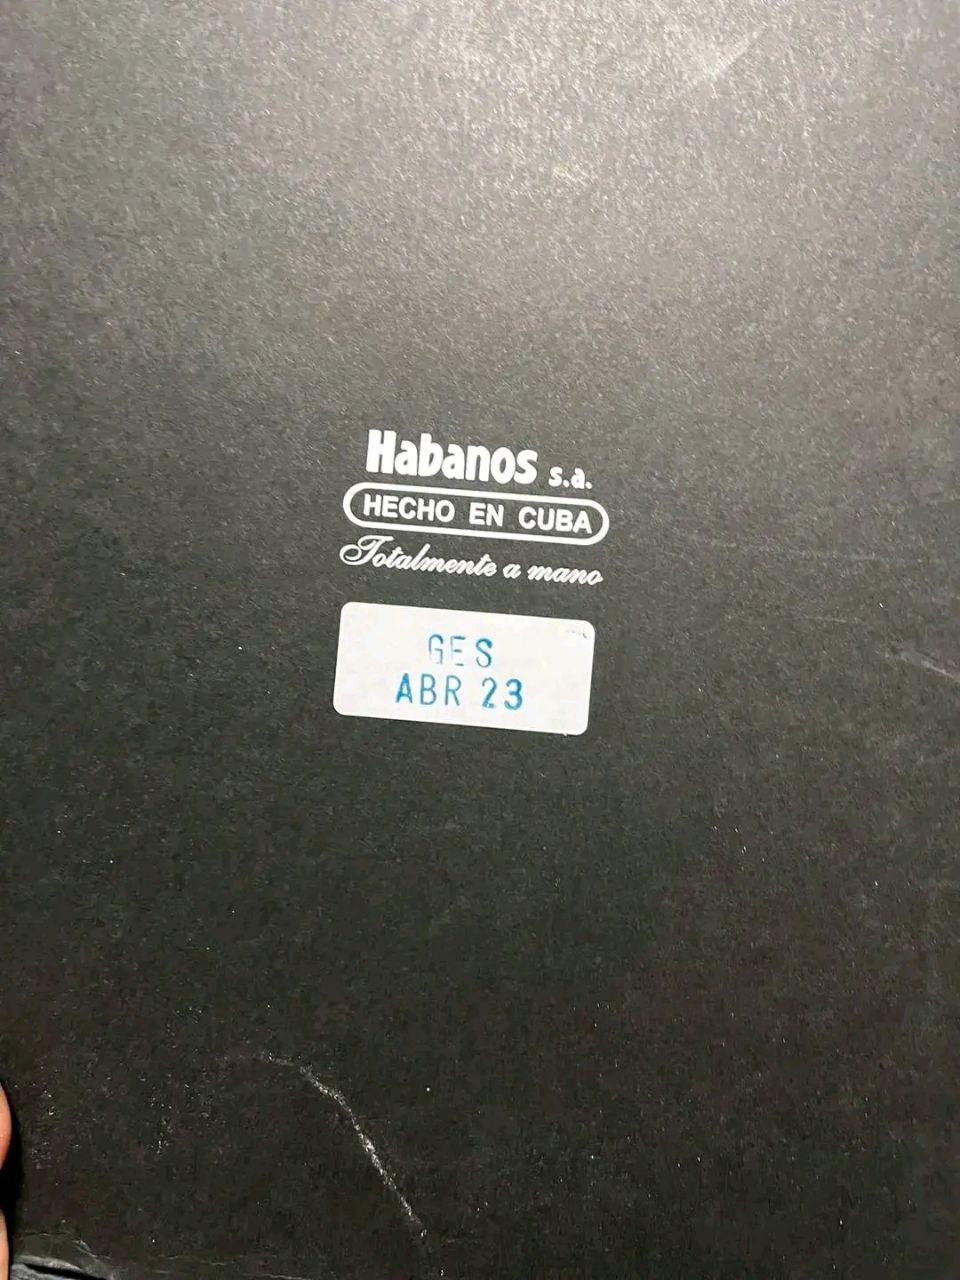 Habanos s.a.
HECHO EN CUBA
Totalmente a mano
GES
ABR 23